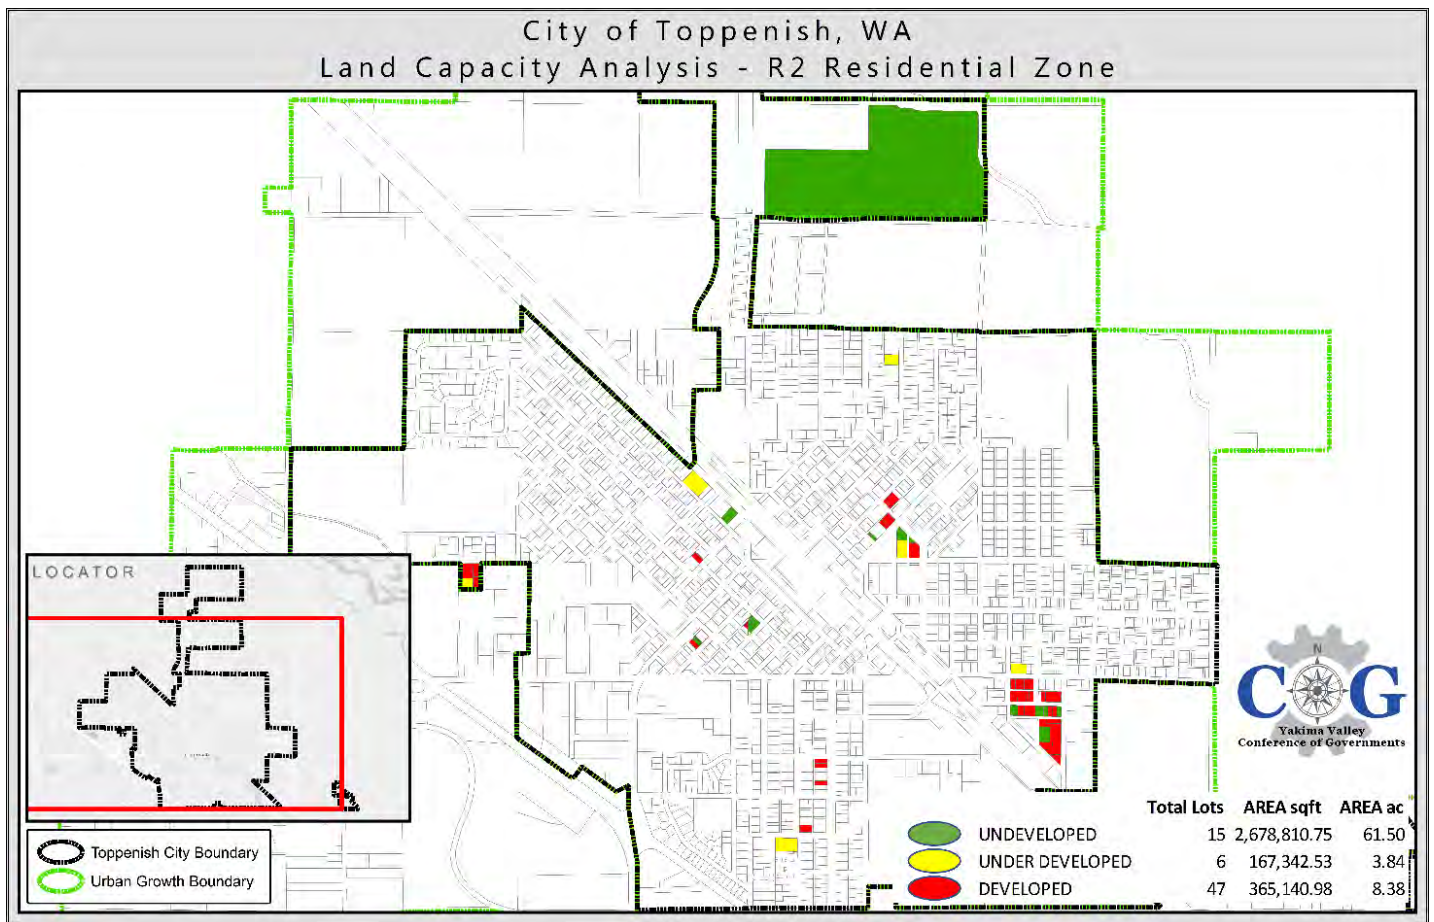 City of Toppenish, WA
Land Capacity Analysis - R2 Residential Zone
LOCATOR
N
COG
Yakima Valley
Conference of Governments
Toppenish City Boundary
Urban Growth Boundary
Total Lots AREA sqft AREA ac
UNDEVELOPED 15 2,678,810.75 61.50
UNDER DEVELOPED 6 167,342.53 3.84
DEVELOPED 47 365,140.98 8.38